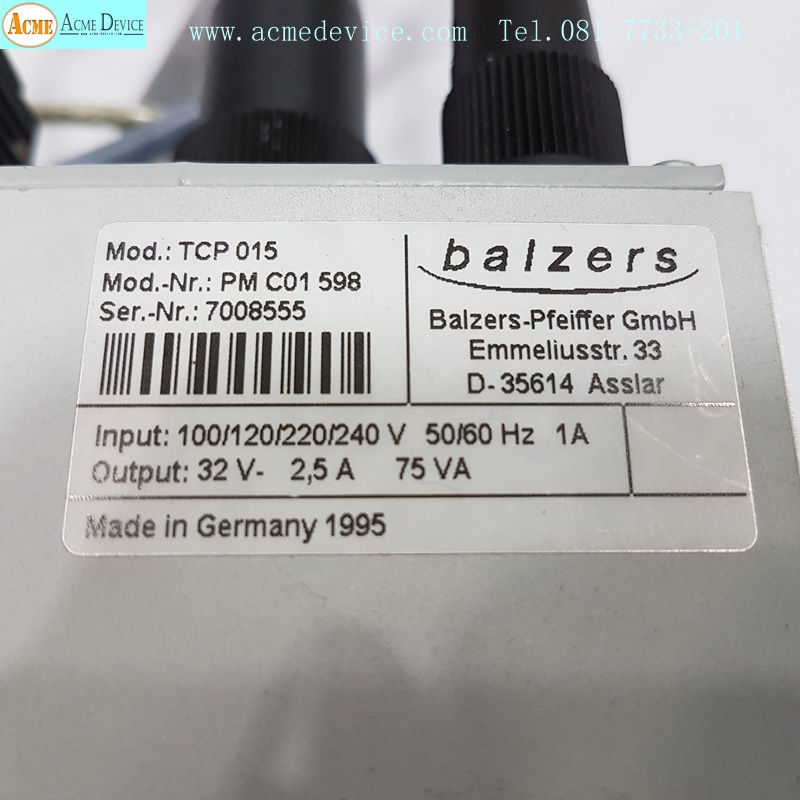 ACME ACME DEVICE
www.acmedevice.com Tel.081-7733-201
Mod.: TCP 015
Mod.-Nr.: PM C01 598
Ser.-Nr.: 7008555
balzers
Balzers-Pfeiffer GmbH
Emmeliusstr. 33
D- 35614 Asslar
Input: 100/120/220/240 V 50/60 Hz 1A
Output: 32 V- 2,5 A 75 VA
Made in Germany 1995